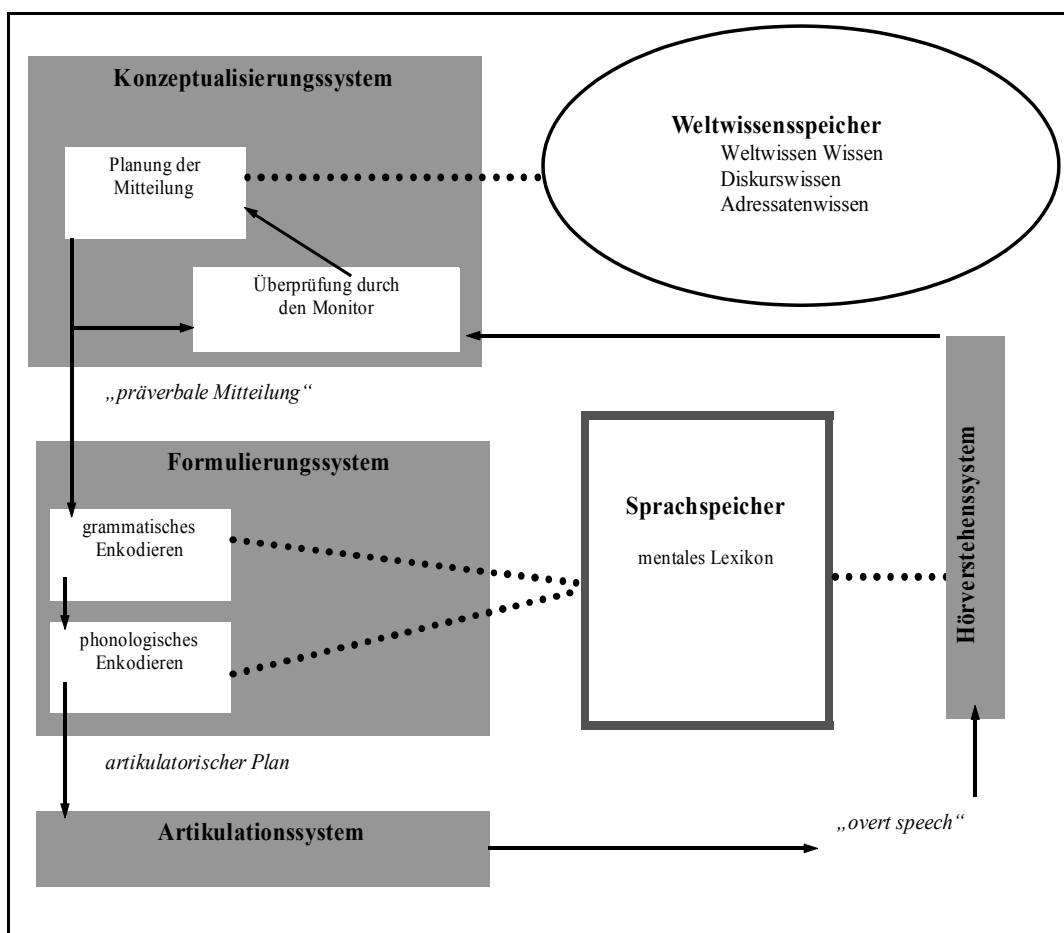 Konzeptualisierungssystem
Planung der
Mitteilung
Überprüfung durch
den Monitor
Weltwissensspeicher
Weltwissen Wissen
Diskurswissen
Adressatenwissen
„präverbale Mitteilung“
Formulierungssystem
grammatisches
Enkodieren
phonologisches
Enkodieren
Sprachspeicher
mentales Lexikon
Hörverstehenssystem
artikulatorischer Plan
Artikulationssystem
„overt speech“